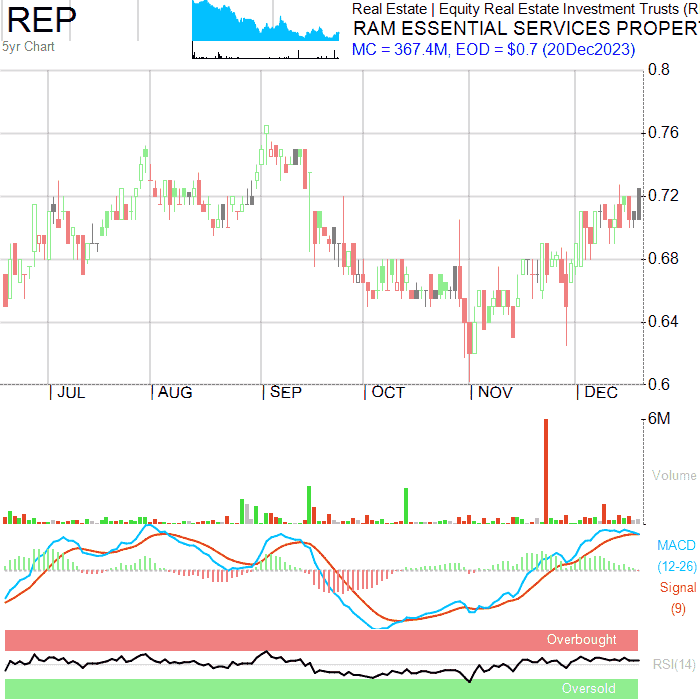 REP
5yr Chart
Real Estate | Equity Real Estate Investment Trusts (R
RAM ESSENTIAL SERVICES PROPER
MC = 367.4M, EOD = $0.7 (20Dec2023)
0.8
0.76
0.72
0.68
0.64
0.6
JUL AUG SEP OCT NOV DEC
6M
Volume
MACD
(12-26)
Signal
(9)
Overbought
RSI(14)
Oversold